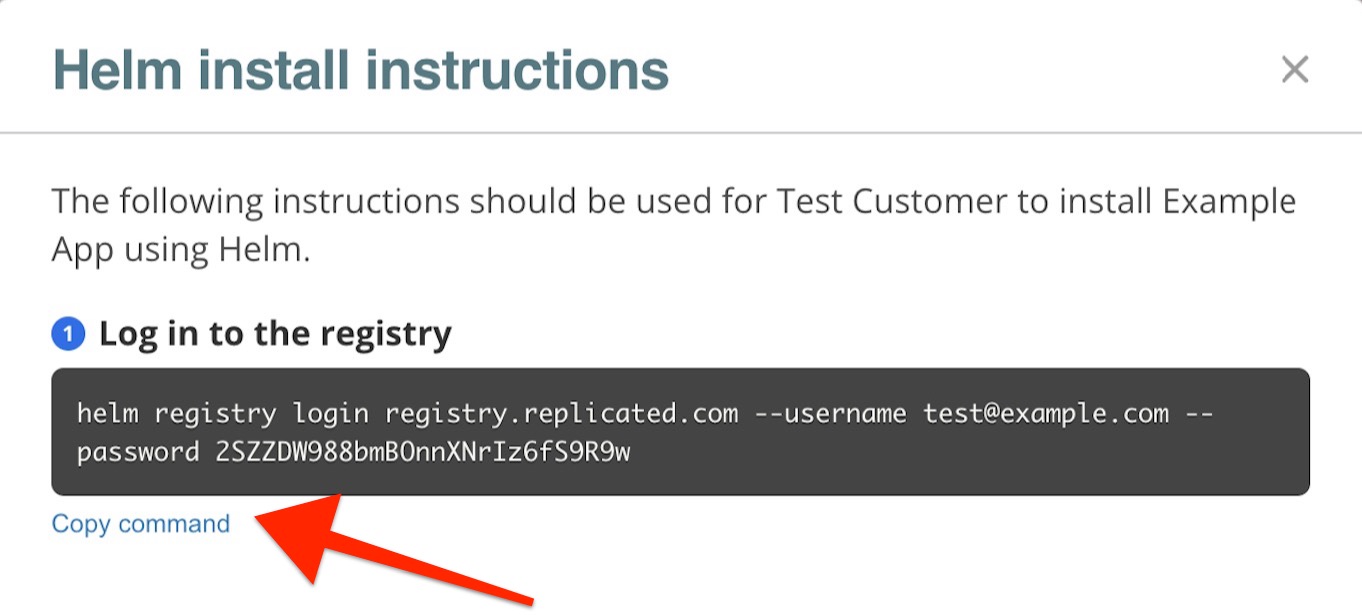 Helm install instructions
The following instructions should be used for Test Customer to install Example
App using Helm.
1 Log in to the registry
helm registry login registry.replicated.com --username test@example.com --
password 2SZZDW988bmBOnnXNrIz6fS9R9w
Copy command